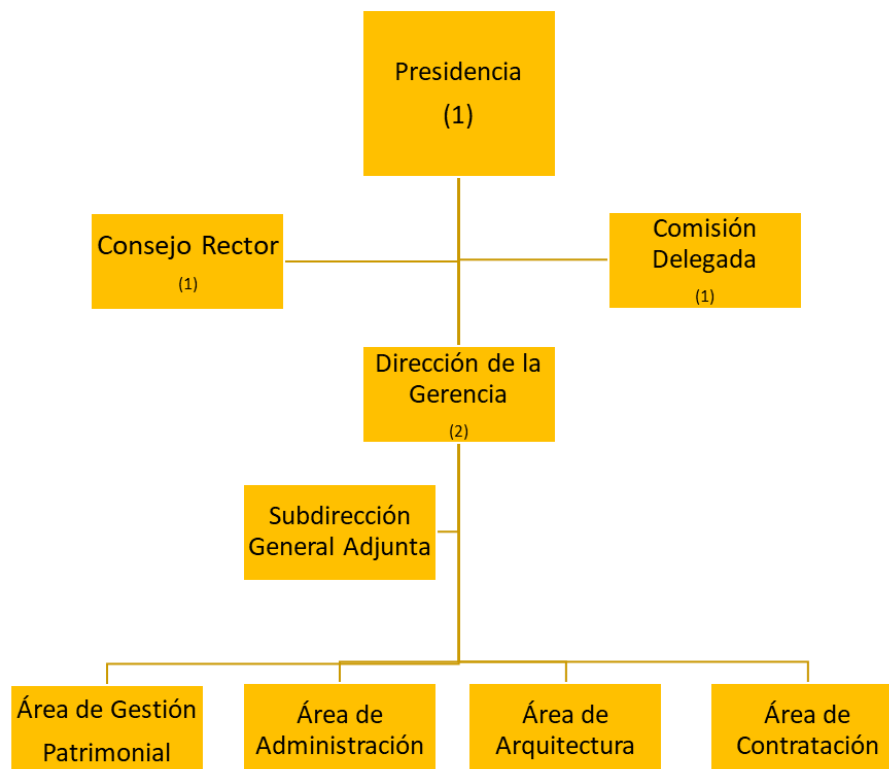 Presidencia
(1)
Consejo Rector
(1)
Comisión
Delegada
(1)
Dirección de la
Gerencia
(2)
Subdirección
General Adjunta
Área de Gestión
Patrimonial
Área de
Administración
Área de
Arquitectura
Área de
Contratación